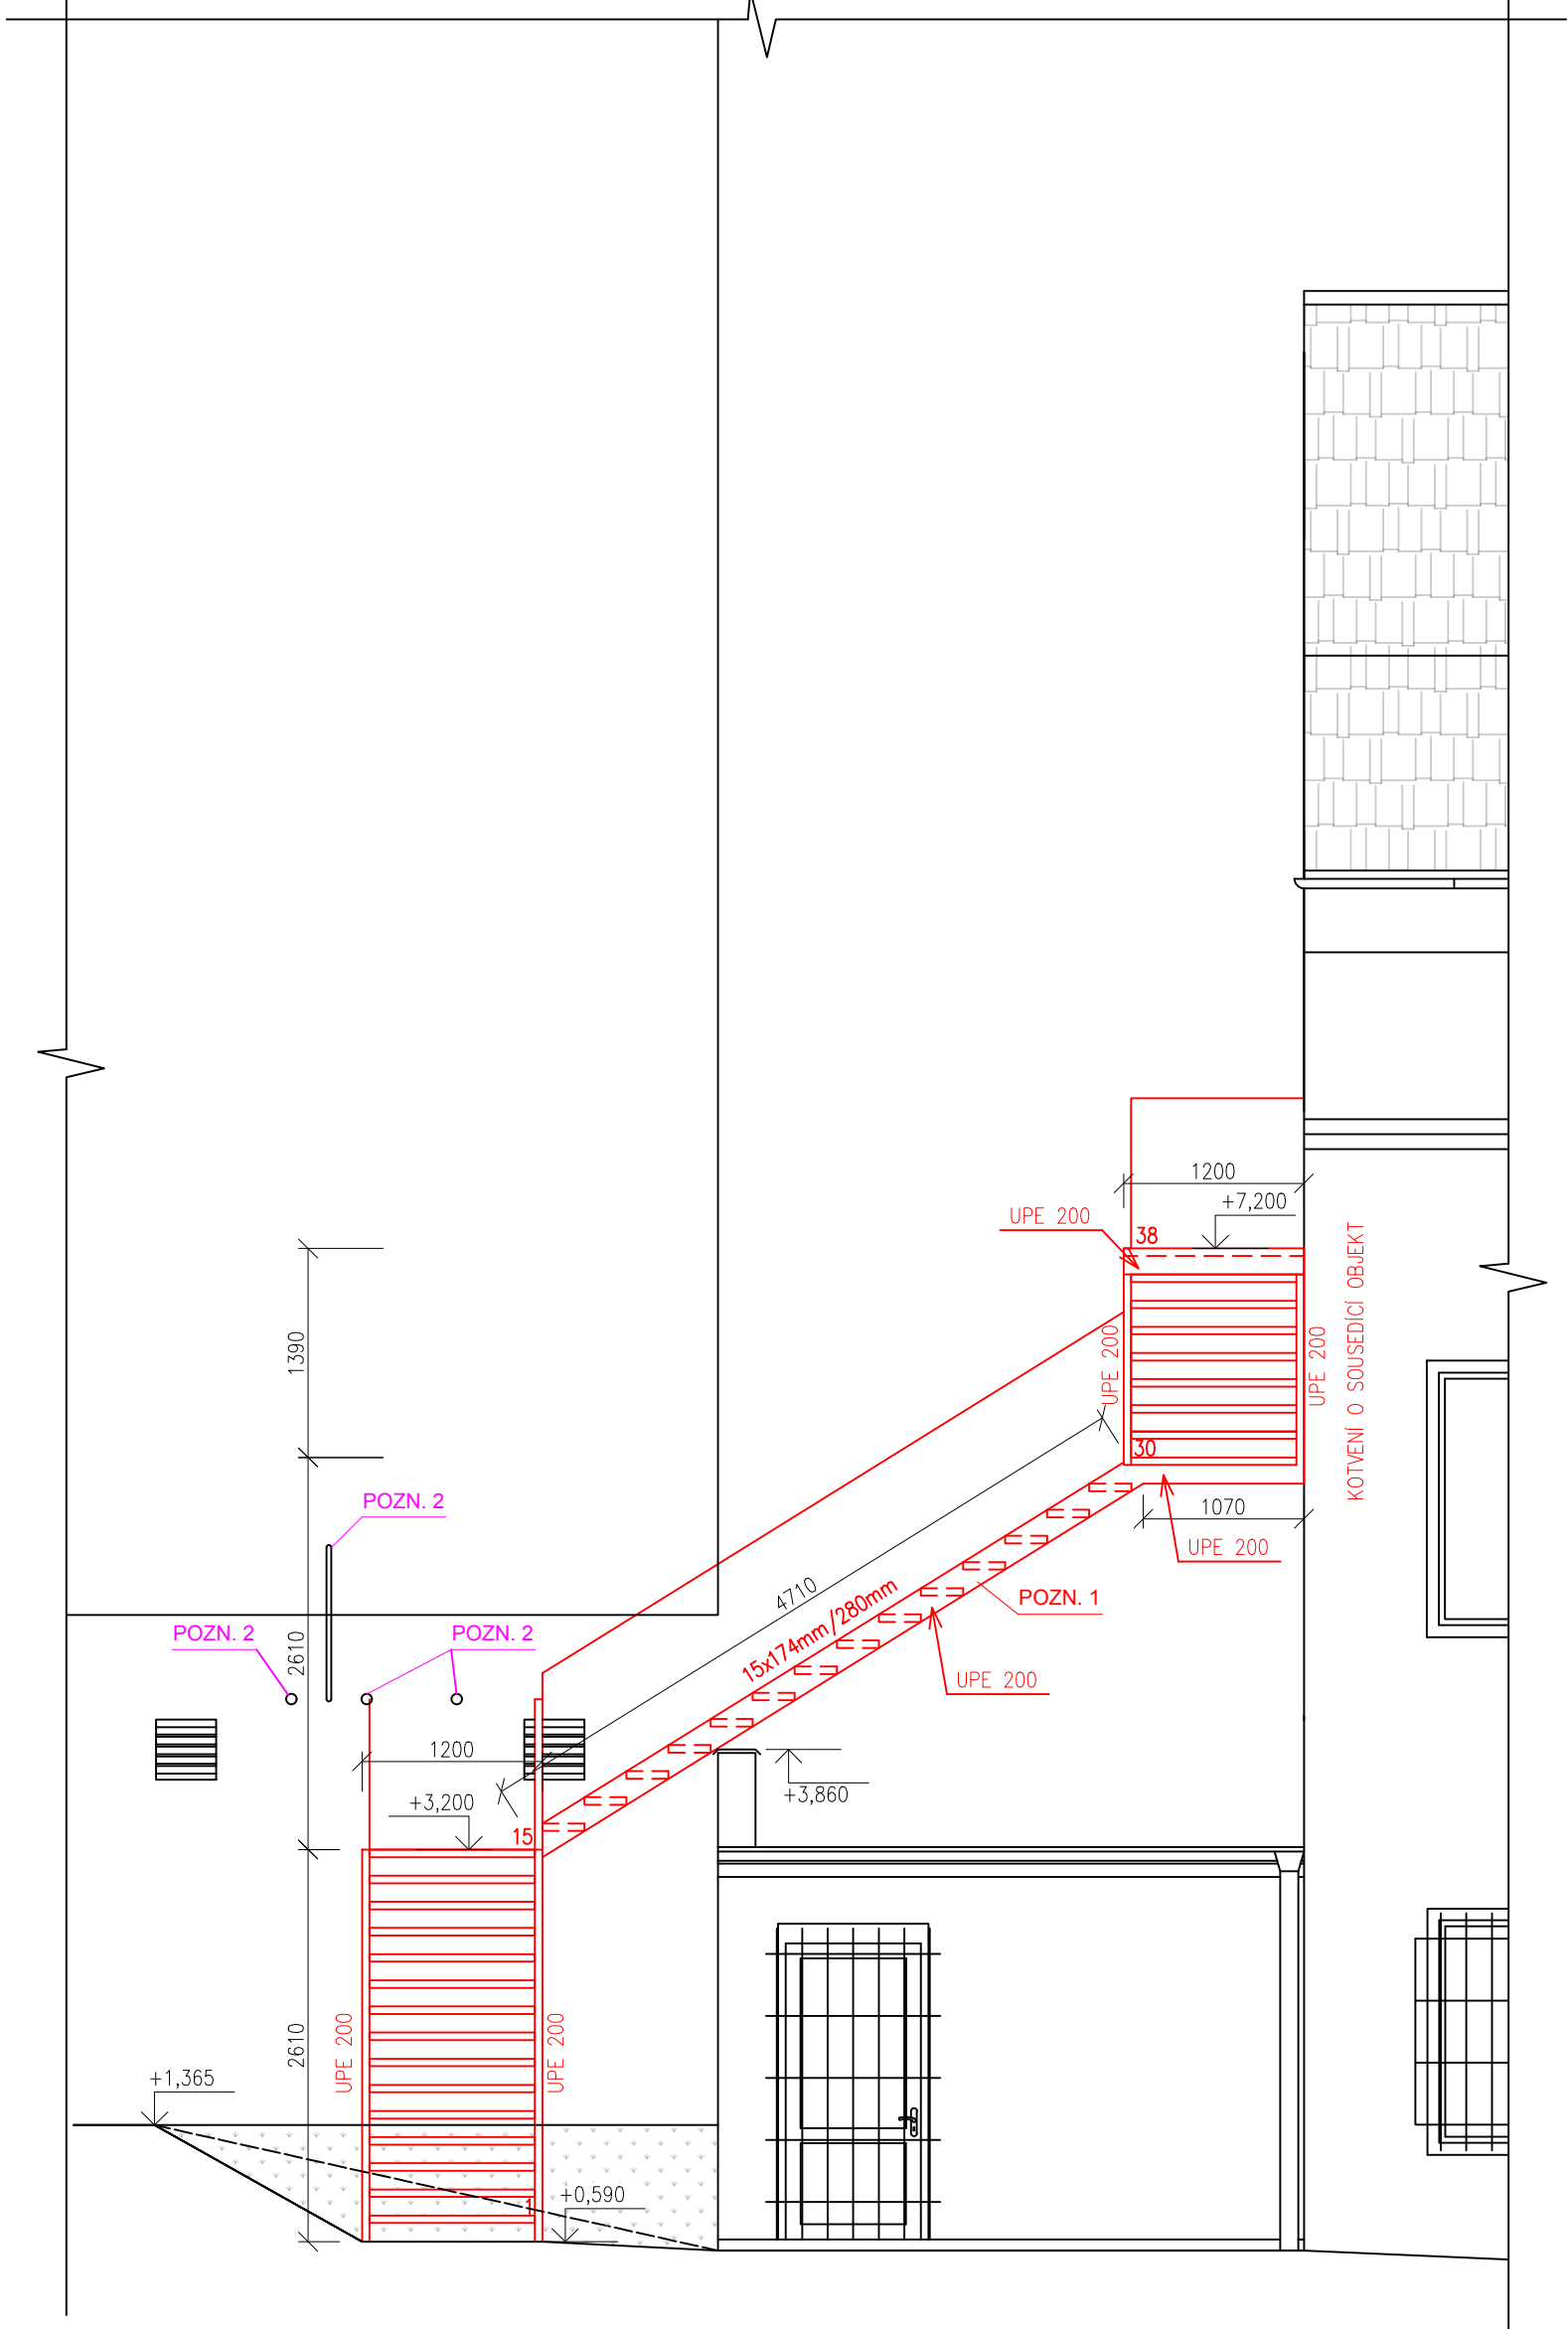 1200
+7,200
UPE 200
38
KOTVENÍ O SOUSEDÍCÍ OBJEKT
1390
UPE 200
UPE 200
30
POZN. 2
1070
UPE 200
4710
15x174mm/280mm
POZN. 1
POZN. 2
POZN. 2
2610
UPE 200
1200
+3,200
+3,860
15
UPE 200
UPE 200
2610
+1,365
1
+0,590